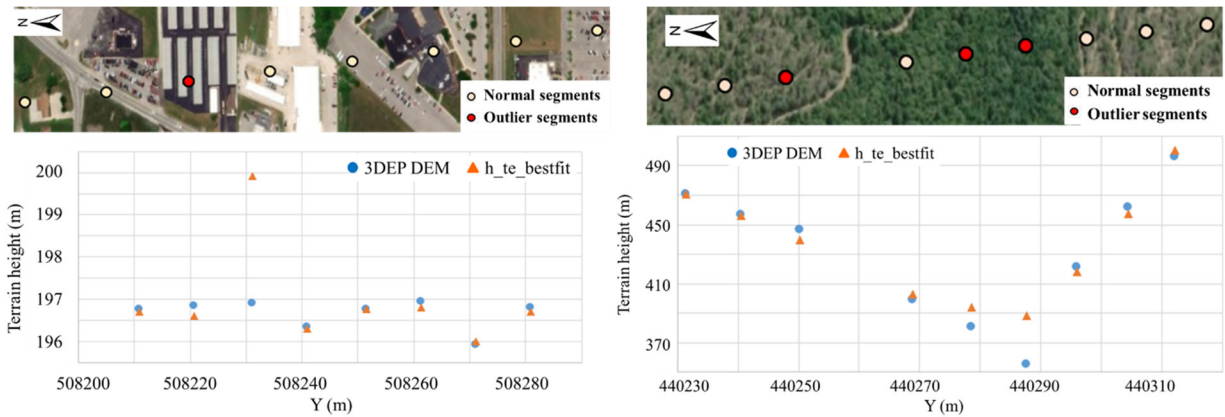 N
Normal segments
Outlier segments
3DEP DEM
h_te_bestfit
200
199
198
197
196
Terrain height (m)
508200
508220
508240
508260
508280
Y (m)
N
Normal segments
Outlier segments
3DEP DEM
h_te_bestfit
490
450
410
370
Terrain height (m)
440230
440250
440270
440290
440310
Y (m)